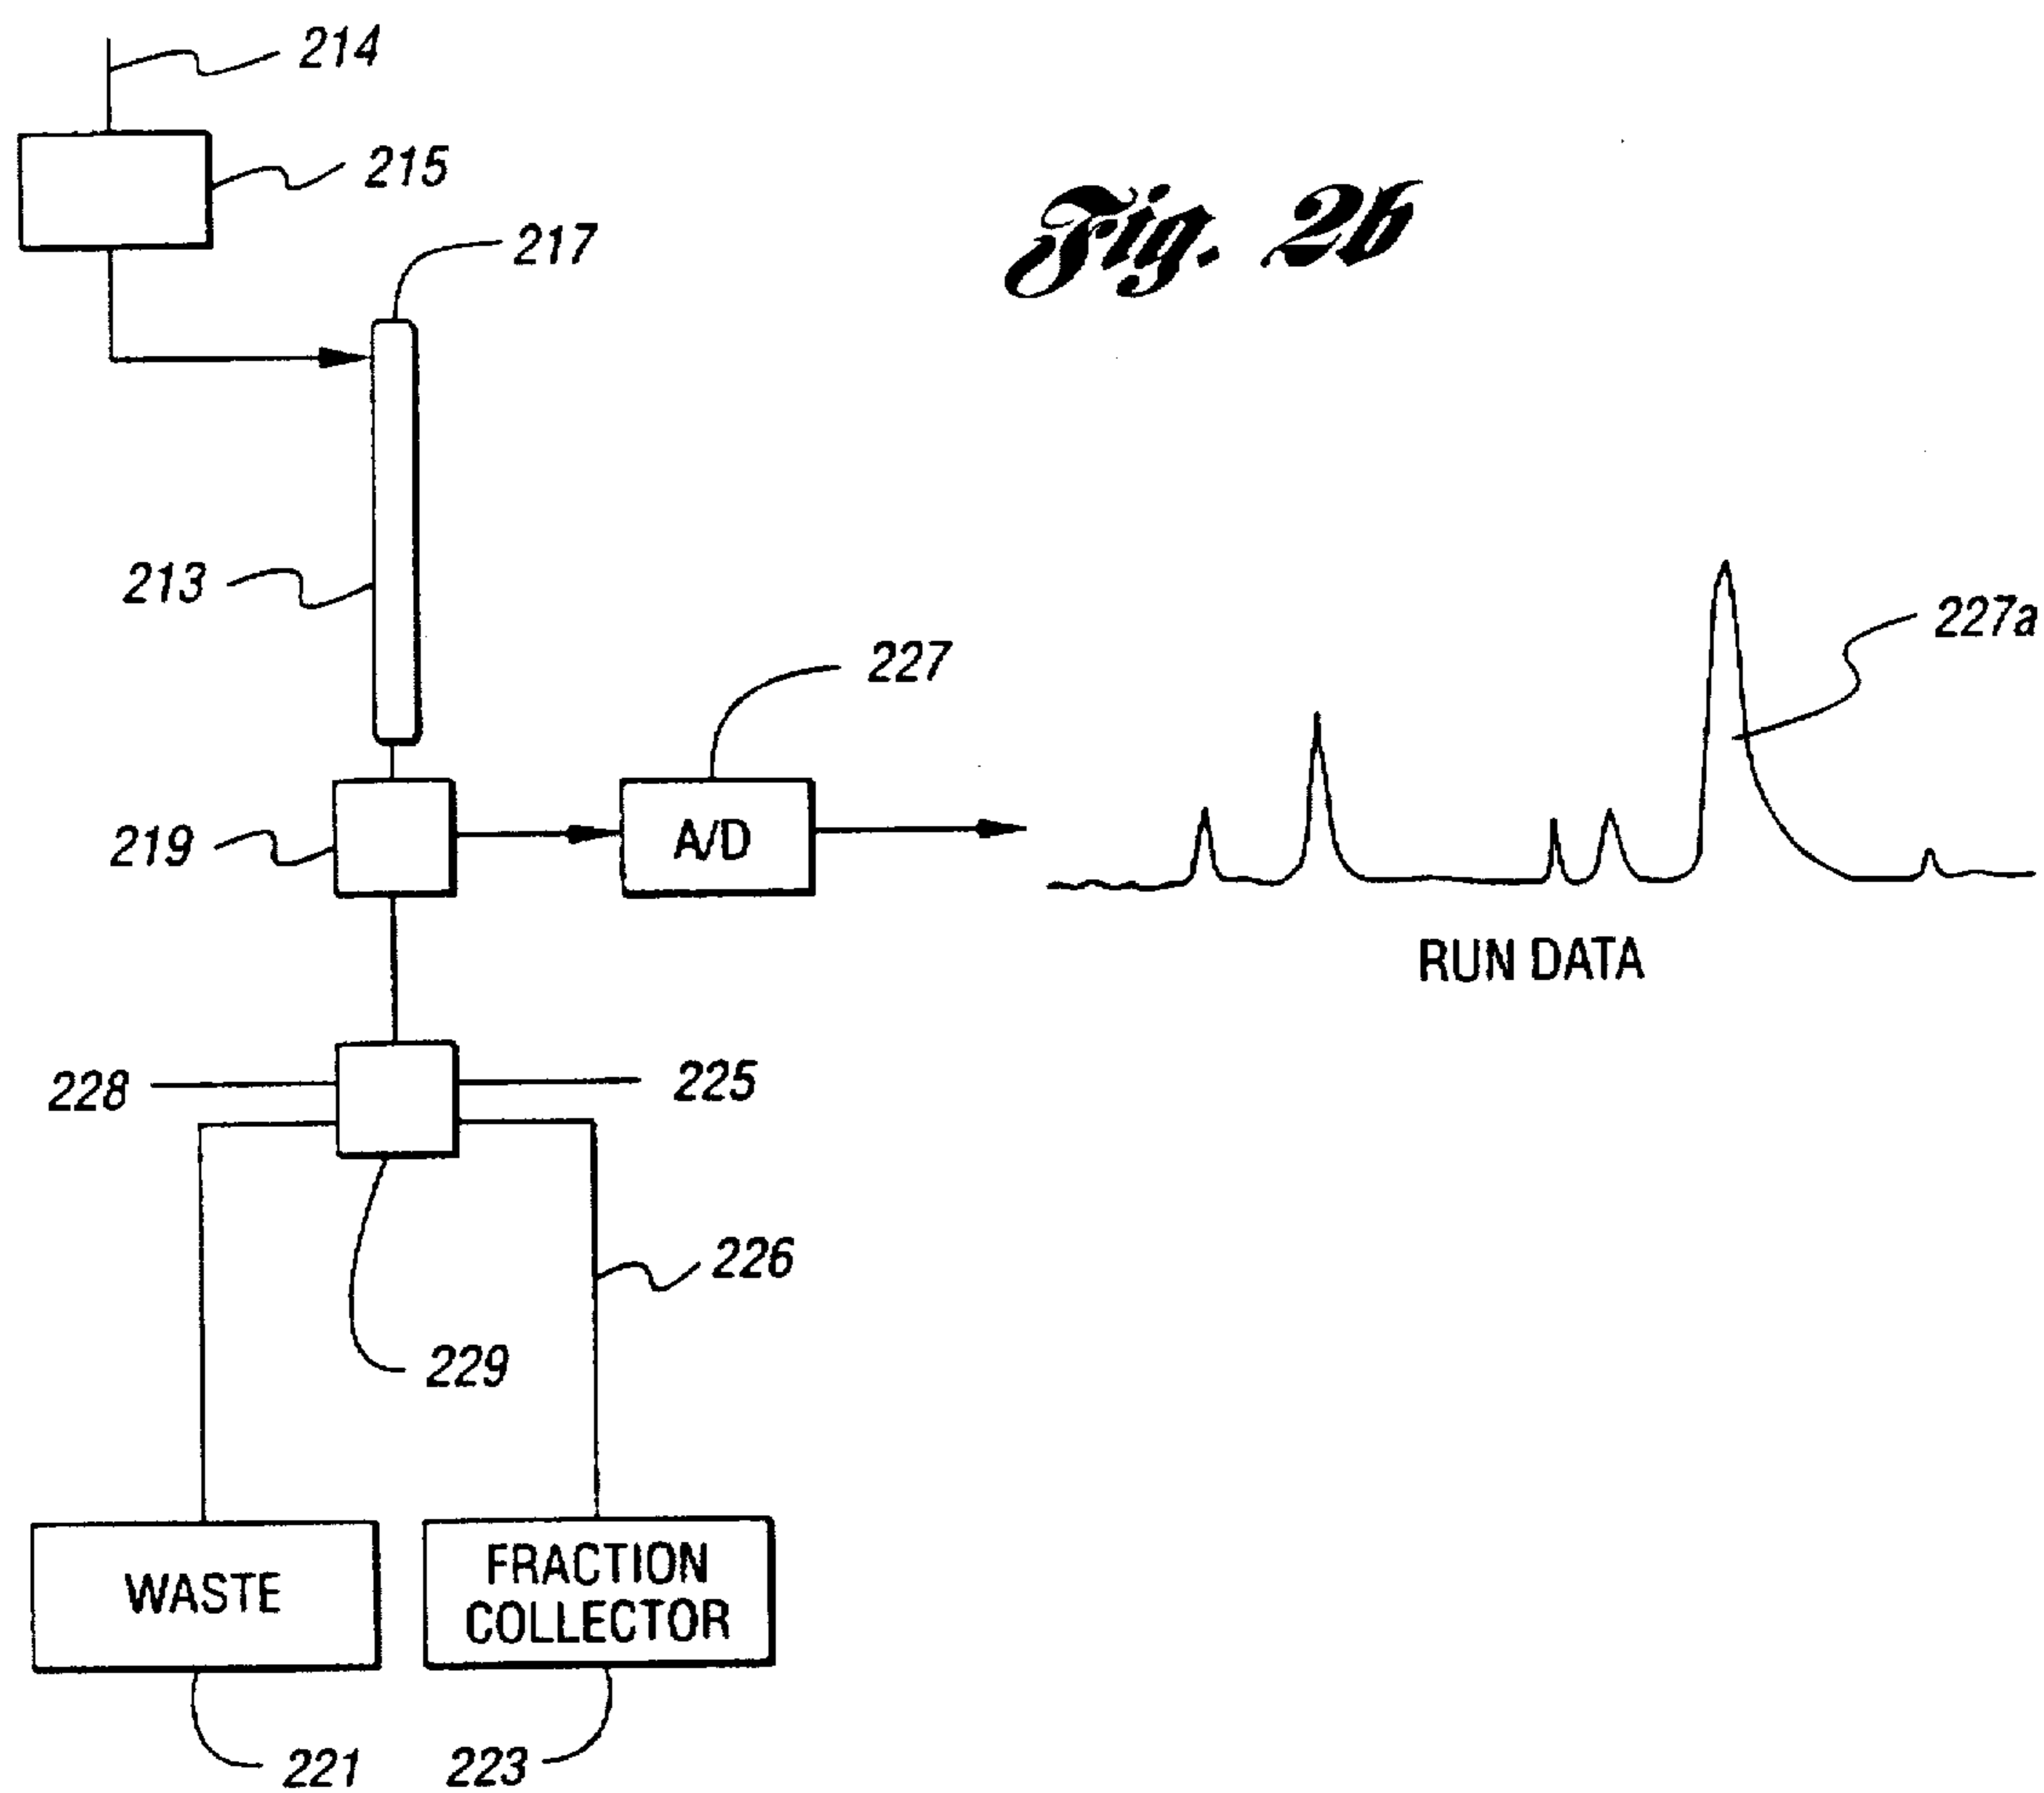 214
215
217
Fig. 2b
213
227a
227
219
A/D
RUN DATA
228
225
226
229
WASTE
FRACTION
COLLECTOR
221
223